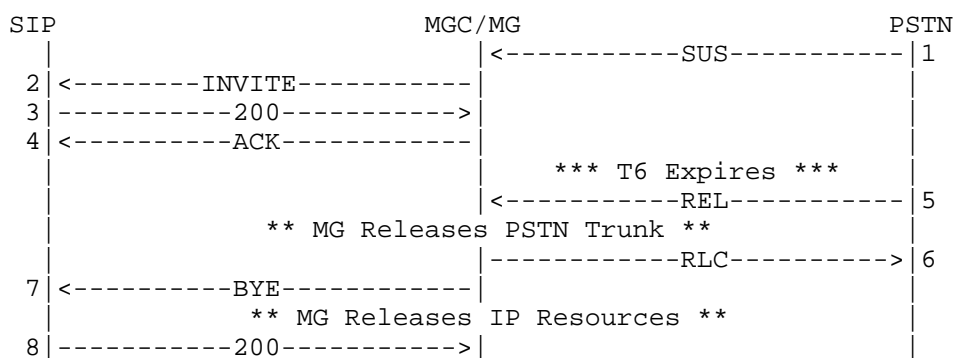 SIP                       MGC/MG                          PSTN
  |                          |<-----------SUS-----------|1
 2|<--------INVITE-----------|                          |
 3|-----------200----------->|                          |
 4|<----------ACK------------|                          |
  |                          |    *** T6 Expires ***    |
  |                          |<-----------REL-----------|5
  |             ** MG Releases PSTN Trunk **            |
  |                          |------------RLC---------->|6
 7|<----------BYE------------|                          |
  |            ** MG Releases IP Resources **           |
 8|-----------200----------->|                          |